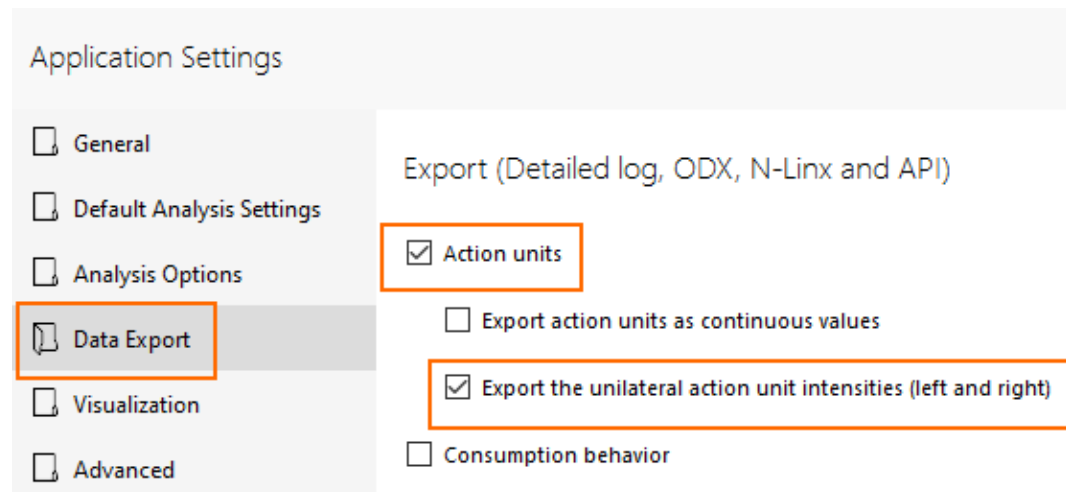 Application Settings
General
Default Analysis Settings
Analysis Options
Data Export
Visualization
Advanced
Export (Detailed log, ODX, N-Linx and API)
Action units
Export action units as continuous values
Export the unilateral action unit intensities (left and right)
Consumption behavior